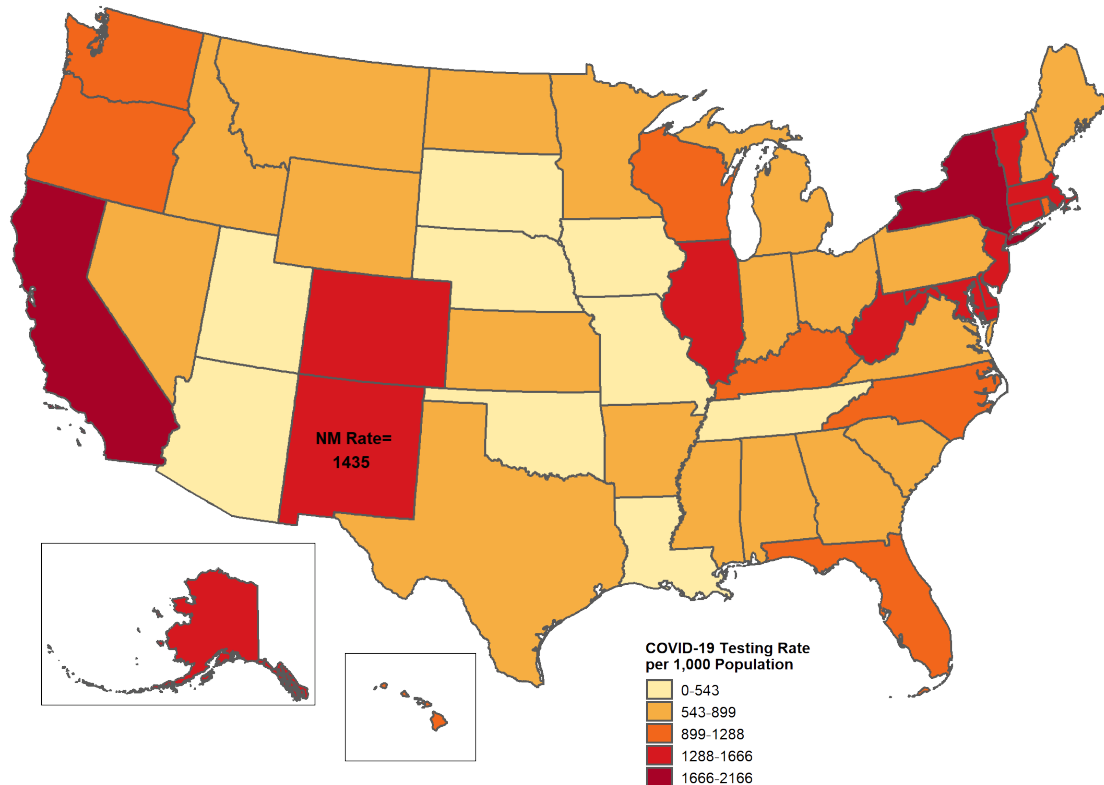 NM Rate=
1435
COVID-19 Testing Rate
per 1,000 Population
0-543
543-899
899-1288
1288-1666
1666-2166